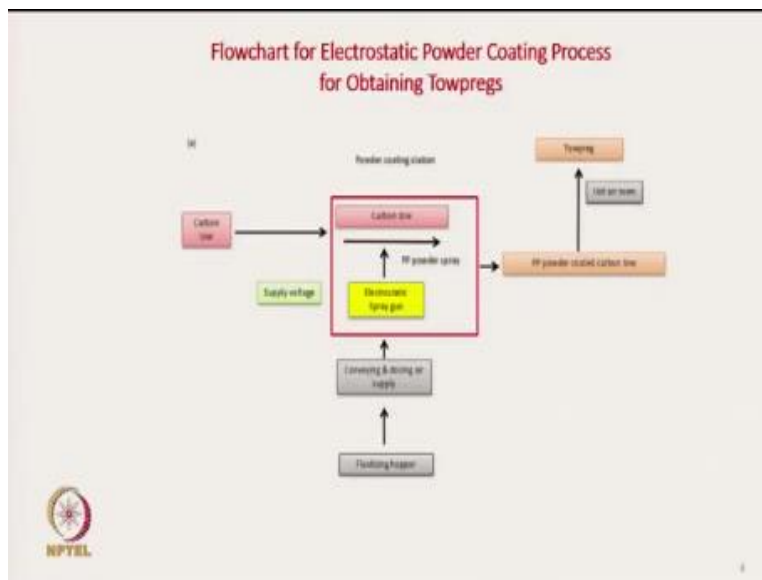 Flowchart for Electrostatic Powder Coating Process
for Obtaining Towpregs
(a)
Powder coating station
Towpreg
Hot air oven
Carbon
tow
Carbon tow
PP powder spray
PP powder coated carbon tow
Supply voltage
Electrostatic
Spray gun
Conveying & dosing air
supply
Fluidizing hopper
NPTEL